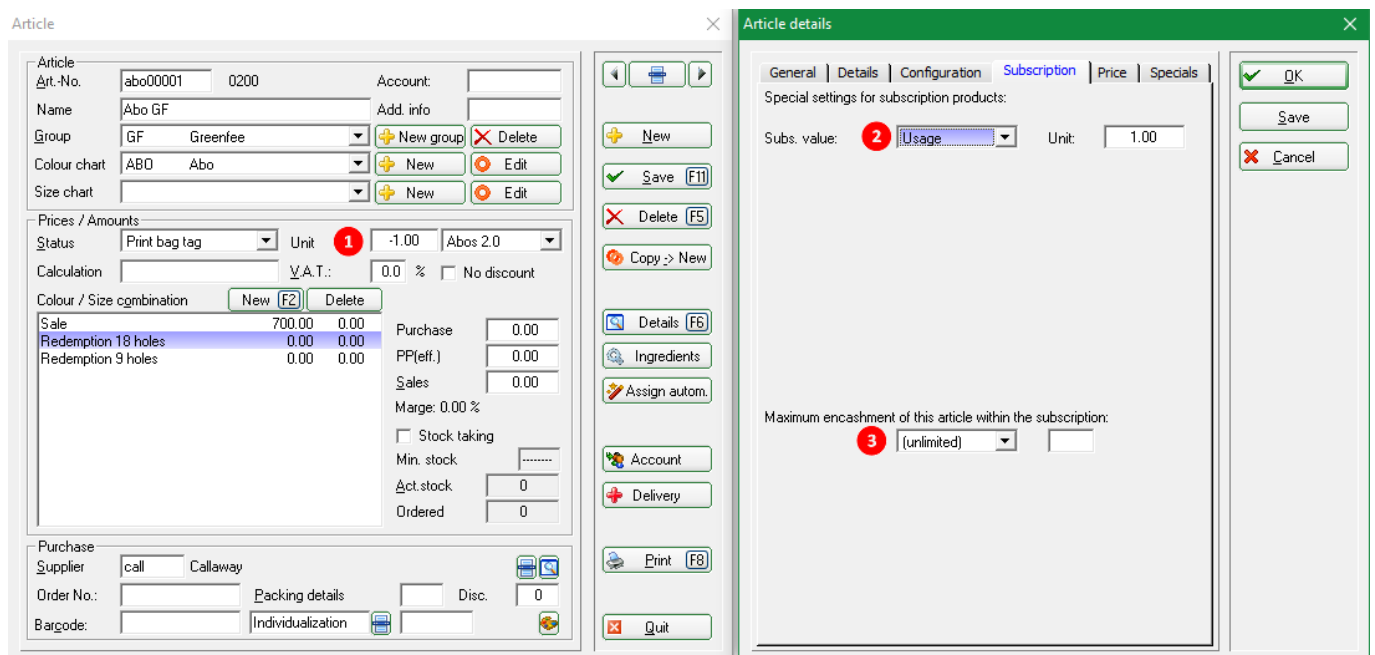 Article
Article
Art.-No. abo00001 0200 Account:
Name Abo GF Add. info
Group GF Greenfee New group Delete
Colour chart ABO Abo New Edit
Size chart New Edit
Prices / Amounts
Status Print bag tag Unit 1 -1.00 Abos 2.0
Calculation V.A.T.: 0.0 % No discount
Colour / Size combination New F2 Delete
Sale 700.00 0.00
Redemption 18 holes 0.00 0.00
Redemption 9 holes 0.00 0.00
Purchase 0.00
PP(eff.) 0.00
Sales 0.00
Marge: 0.00 %
Stock taking
Min. stock --------
Act.stock 0
Ordered 0
Purchase
Supplier call Callaway
Order No.: Packing details Disc. 0
Barcode: Individualization
New
Save F11
Delete F5
Copy -> New
Details F6
Ingredients
Assign autom.
Account
Delivery
Print F8
Quit
Article details
General Details Configuration Subscription Price Specials
Special settings for subscription products:
Subs. value: 2 Usage Unit: 1.00
Maximum encashment of this article within the subscription:
3 (unlimited)
OK
Save
Cancel